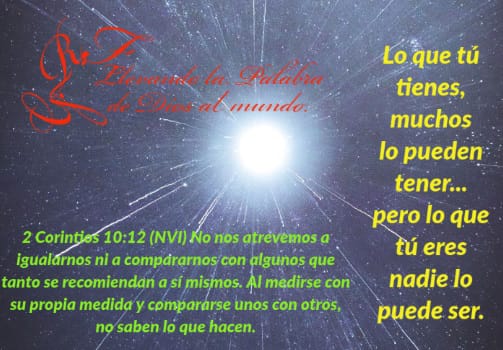 RyF
Llevando la Palabra
de Dios al mundo.
Lo que tú
tienes,
muchos
lo pueden
tener...
pero lo que
tú eres
nadie lo
puede ser.
2 Corintios 10:12 (NVI) No nos atrevemos a
igualarnos ni a compararnos con algunos que
tanto se recomiendan a sí mismos. Al medirse con
su propia medida y compararse unos con otros,
no saben lo que hacen.